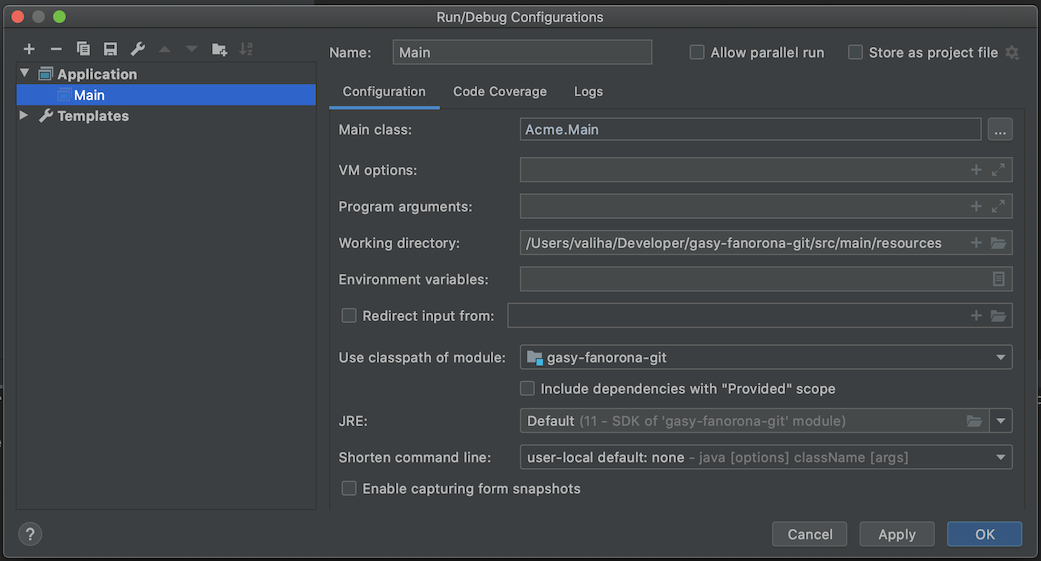 Run/Debug Configurations
Name: Main Allow parallel run Store as project file
Application
Main
Templates
Configuration Code Coverage Logs
Main class: Acme.Main ...
VM options:
Program arguments:
Working directory: /Users/valiha/Developer/gasy-fanorona-git/src/main/resources
Environment variables:
Redirect input from:
Use classpath of module: gasy-fanorona-git
Include dependencies with "Provided" scope
JRE: Default (11 - SDK of 'gasy-fanorona-git' module)
Shorten command line: user-local default: none - java [options] className [args]
Enable capturing form snapshots
? Cancel Apply OK